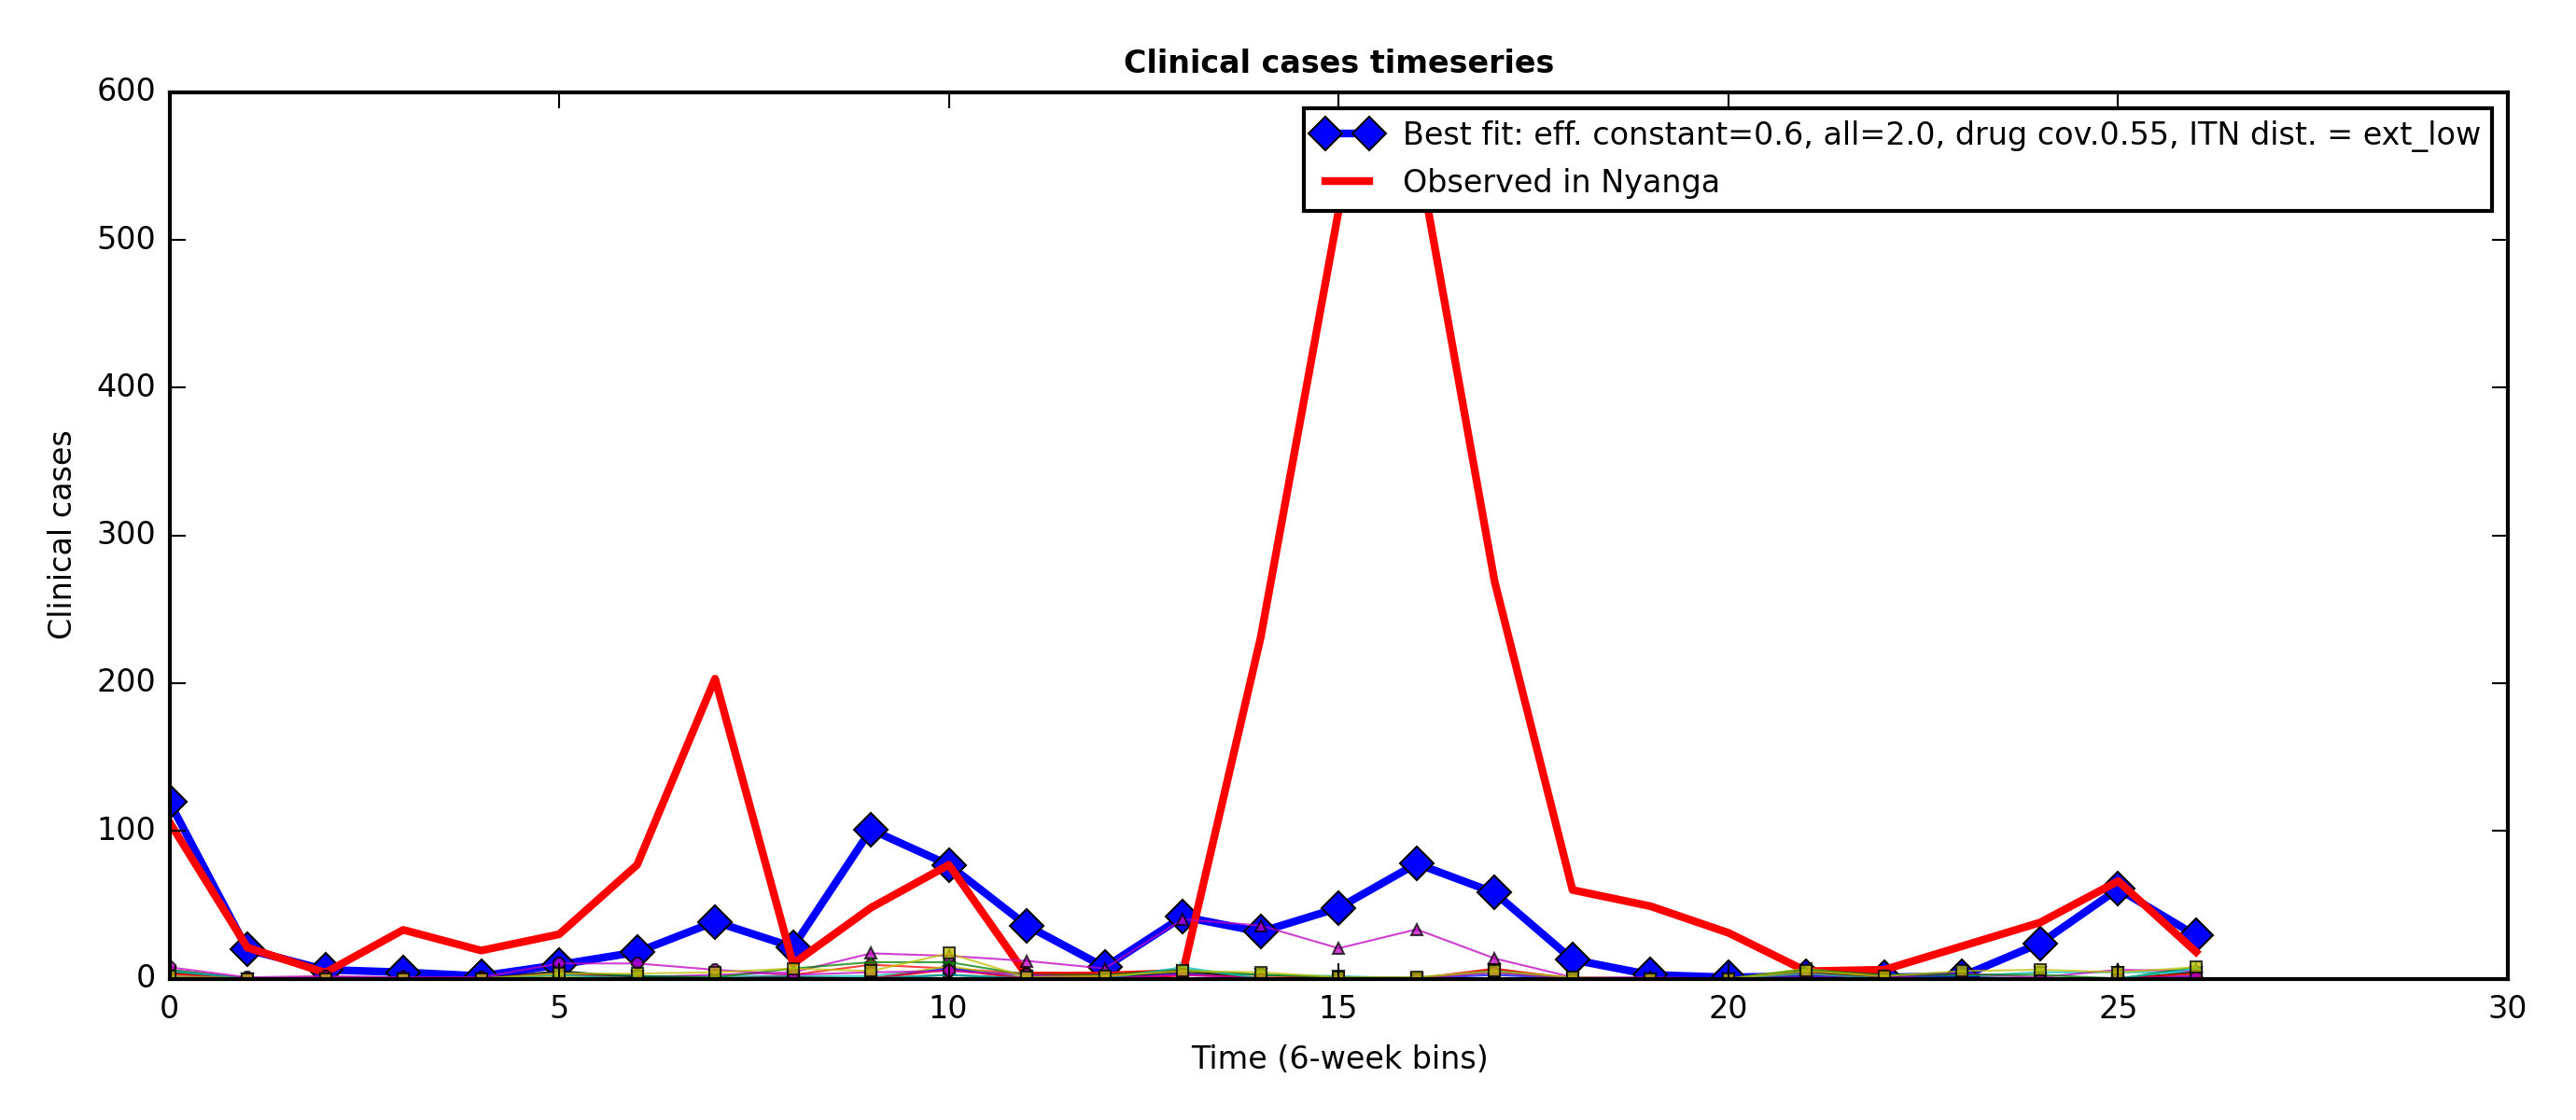 Clinical cases timeseries
600
500
400
300
200
100
0
Clinical cases
Best fit: eff. constant=0.6, all=2.0, drug cov.0.55, ITN dist. = ext_low
Observed in Nyanga
0 5 10 15 20 25 30
Time (6-week bins)